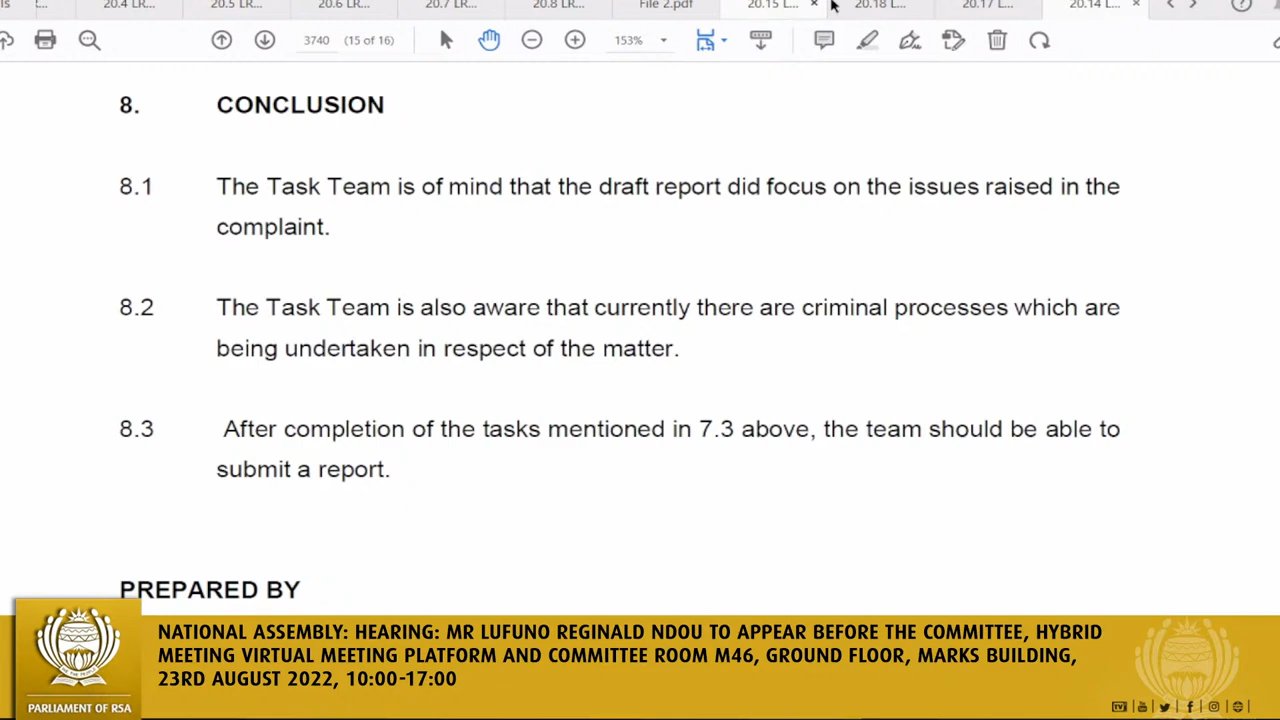 20.4 LR...
20.5 LR...
20.6 LR...
20.7 LR...
20.8 LR...
File 2.pdf
20.15 L...
20.18 L...
20.17 L...
20.14 L...
3740
(15 of 16)
153%
8. CONCLUSION
8.1 The Task Team is of mind that the draft report did focus on the issues raised in the
complaint.
8.2 The Task Team is also aware that currently there are criminal processes which are
being undertaken in respect of the matter.
8.3 After completion of the tasks mentioned in 7.3 above, the team should be able to
submit a report.
PREPARED BY
NATIONAL ASSEMBLY: HEARING: MR LUFUNO REGINALD NDOU TO APPEAR BEFORE THE COMMITTEE, HYBRID
MEETING VIRTUAL MEETING PLATFORM AND COMMITTEE ROOM M46, GROUND FLOOR, MARKS BUILDING,
23RD AUGUST 2022, 10:00-17:00
PARLIAMENT OF RSA